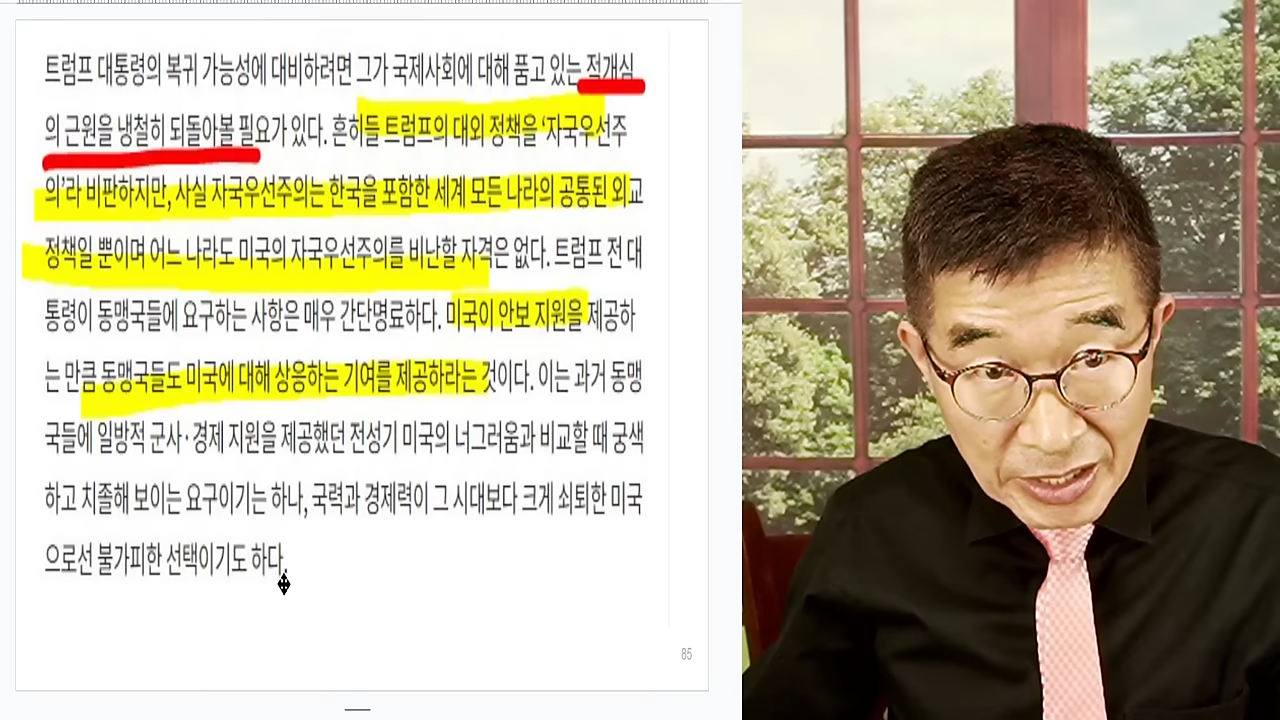 트럼프 대통령의 복귀 가능성에 대비하려면 그가 국제사회에 대해 품고 있는 적개심
의 근원을 냉철히 되돌아볼 필요가 있다. 흔히들 트럼프의 대외 정책을 ‘자국우선주
의’라 비판하지만, 사실 자국우선주의는 한국을 포함한 세계 모든 나라의 공통된 외교
정책일 뿐이며 어느 나라도 미국의 자국우선주의를 비난할 자격은 없다. 트럼프 전 대
통령이 동맹국들에 요구하는 사항은 매우 간단명료하다. 미국이 안보 지원을 제공하
는 만큼 동맹국들도 미국에 대해 상응하는 기여를 제공하라는 것이다. 이는 과거 동맹
국들에 일방적 군사·경제 지원을 제공했던 전성기 미국의 너그러움과 비교할 때 궁색
하고 치졸해 보이는 요구이기는 하나, 국력과 경제력이 그 시대보다 크게 쇠퇴한 미국
으로선 불가피한 선택이기도 하다.
85